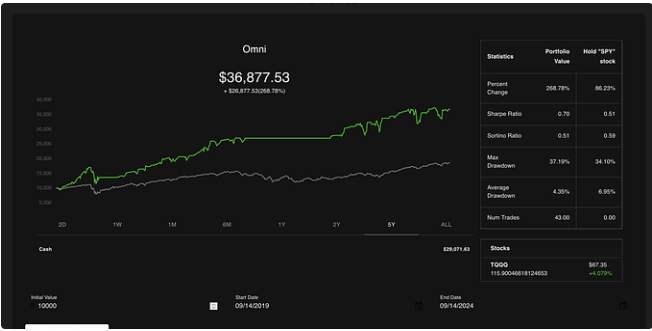 Omni
$36,877.53
+ $26,877.53(268.78%)
40,000
35,000
30,000
25,000
20,000
15,000
10,000
5,000
2D 1W 1M 6M 1Y 2Y 5Y ALL
Cash $29,071.63
Statistics Portfolio Value Hold "SPY" stock
Percent Change 268.78% 86.23%
Sharpe Ratio 0.70 0.51
Sortino Ratio 0.51 0.59
Max Drawdown 37.19% 34.10%
Average Drawdown 4.35% 6.95%
Num Trades 43.00 0.00
Stocks
TQQQ $67.35
115.90046618124653 +4.079%
Initial Value Start Date End Date
10000 09/14/2019 09/14/2024